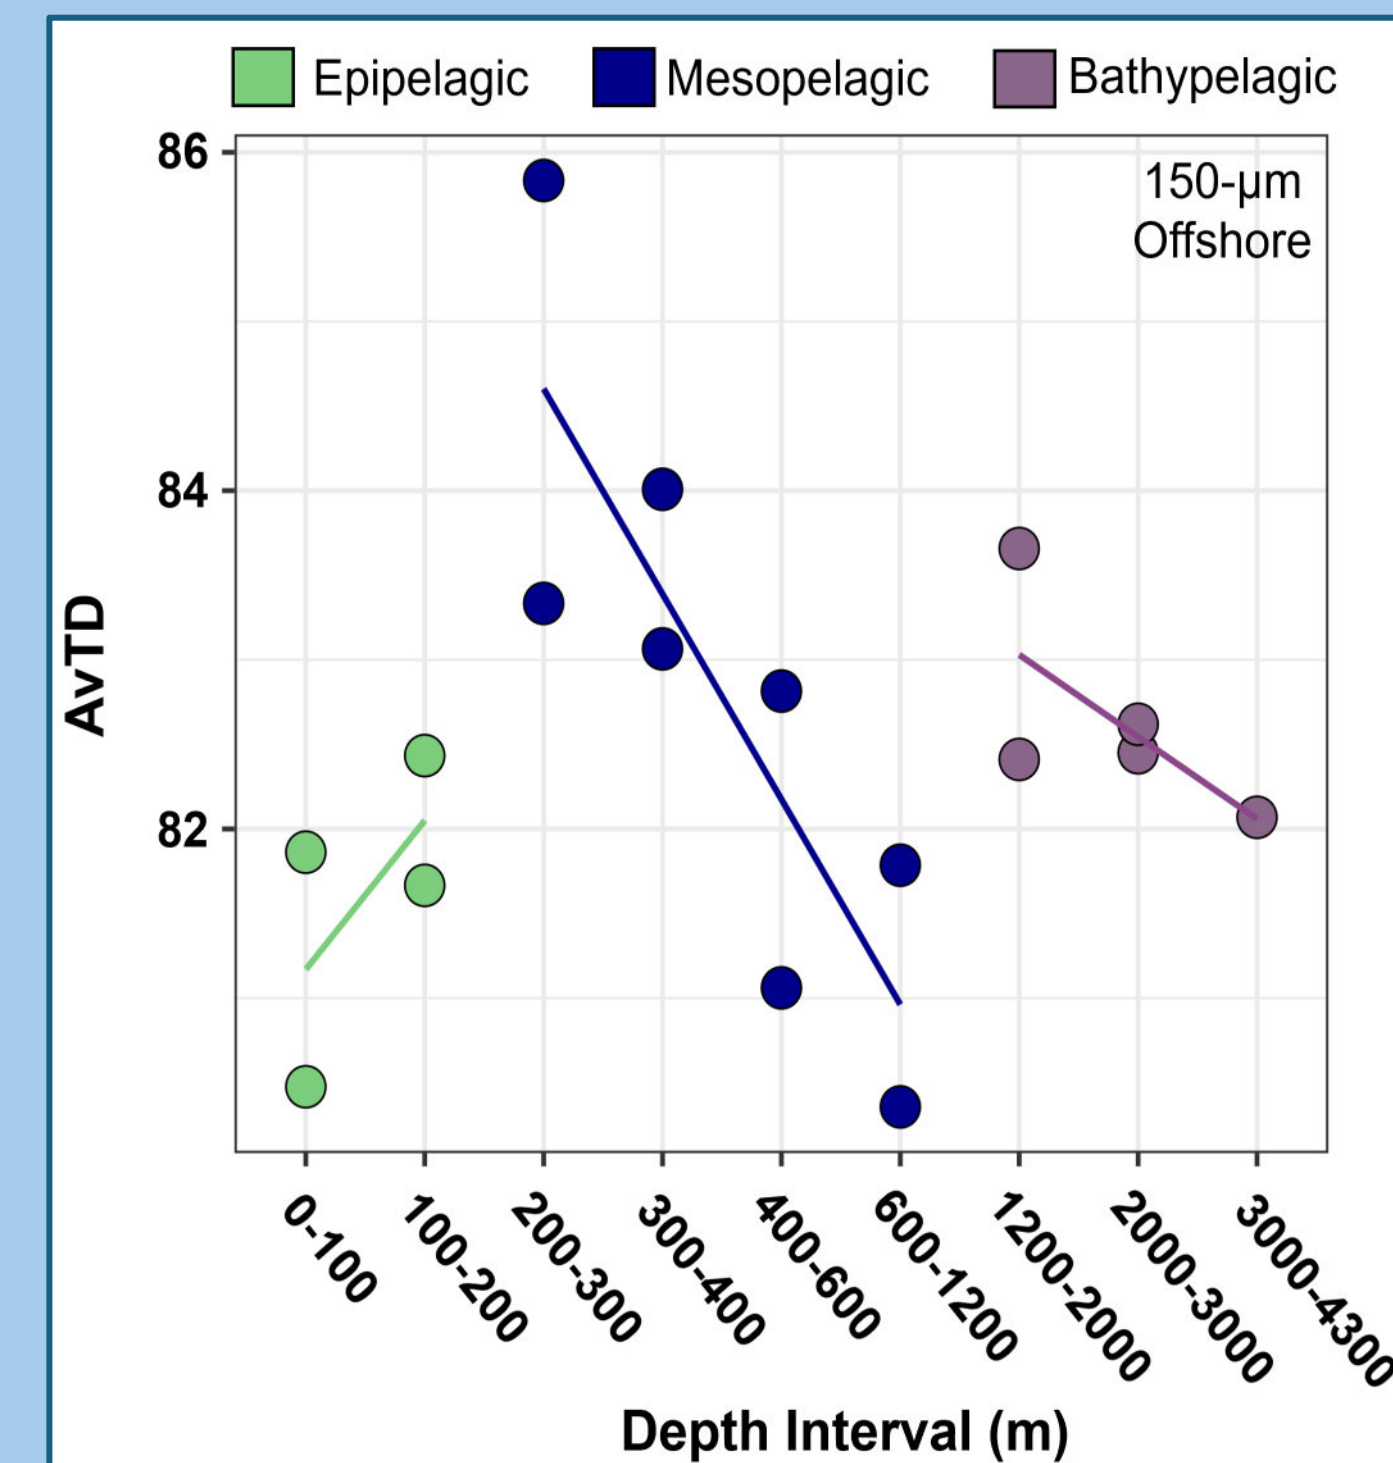 Epipelagic Mesopelagic Bathypelagic
150-µm
Offshore
86
84
82
AvTD
0-100
100-200
200-300
300-400
400-600
600-1200
1200-2000
2000-3000
3000-4300
Depth Interval (m)